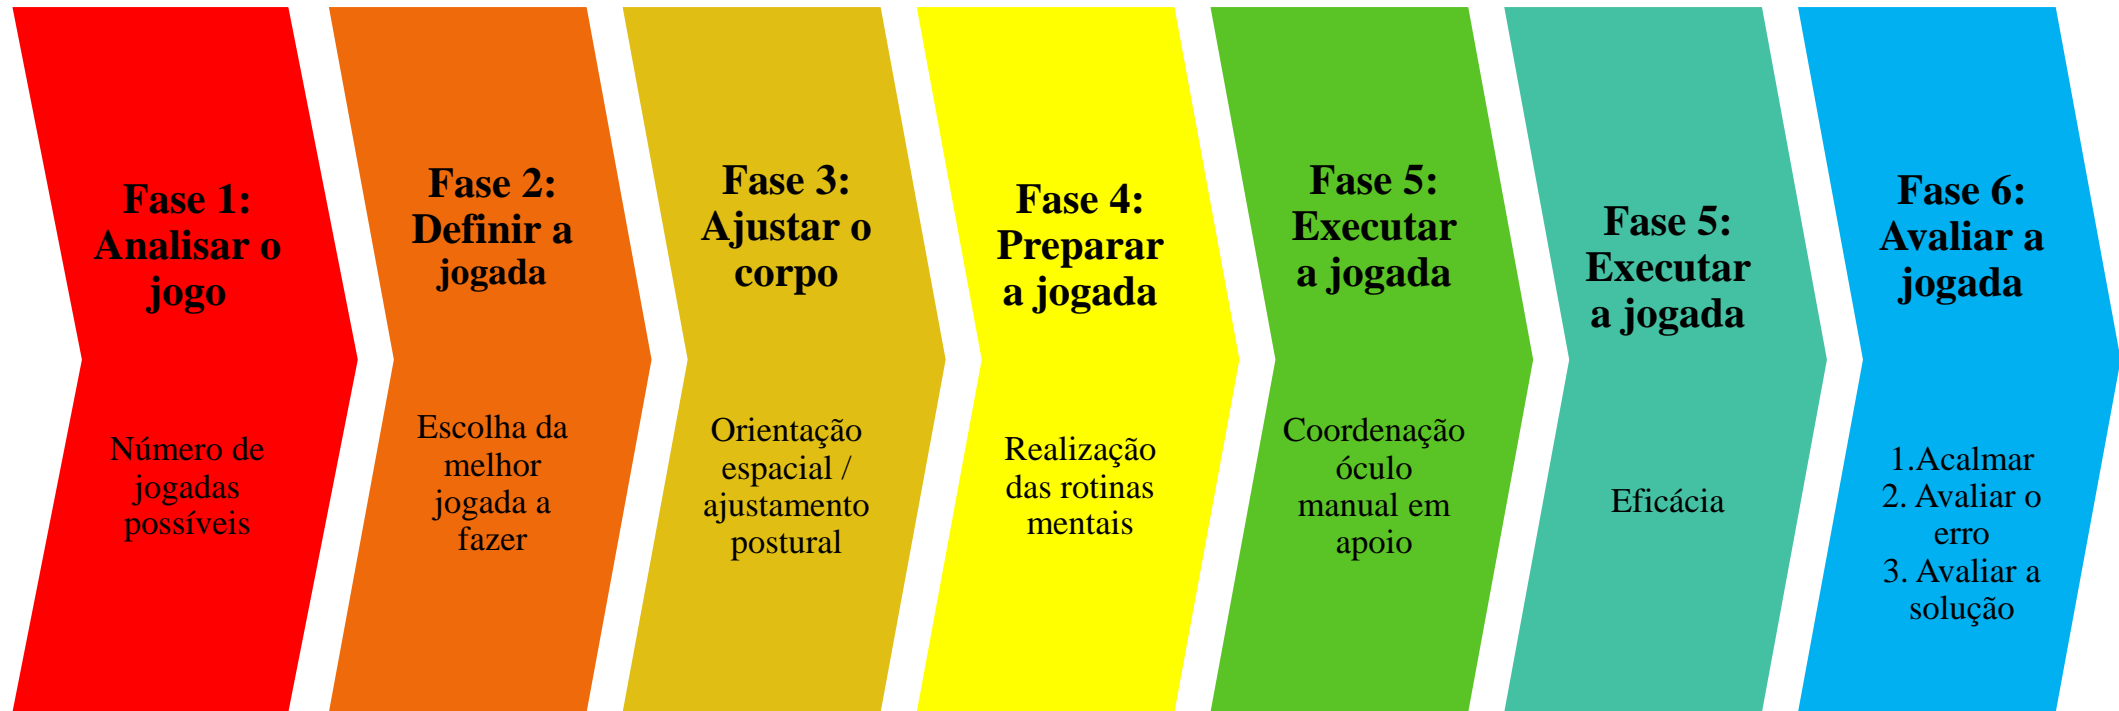 Fase 1:
Analisar o
jogo
Número de
jogadas
possíveis
Fase 2:
Definir a
jogada
Escolha da
melhor
jogada a
fazer
Fase 3:
Ajustar o
corpo
Orientação
espacial /
ajustamento
postural
Fase 4:
Preparar
a jogada
Realização
das rotinas
mentais
Fase 5:
Executar
a jogada
Coordenação
óculo
manual em
apoio
Fase 5:
Executar
a jogada
Eficácia
Fase 6:
Avaliar a
jogada
1.Acalmar
2. Avaliar o
erro
3. Avaliar a
solução